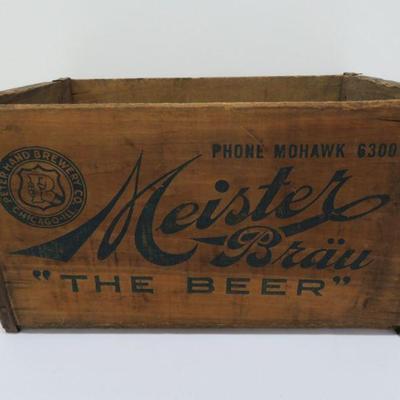 PHONE MOHAWK 6300
PETER HAND BREWERY CO.
CHICAGO-ILL.
Meister
Bräu
"THE BEER"